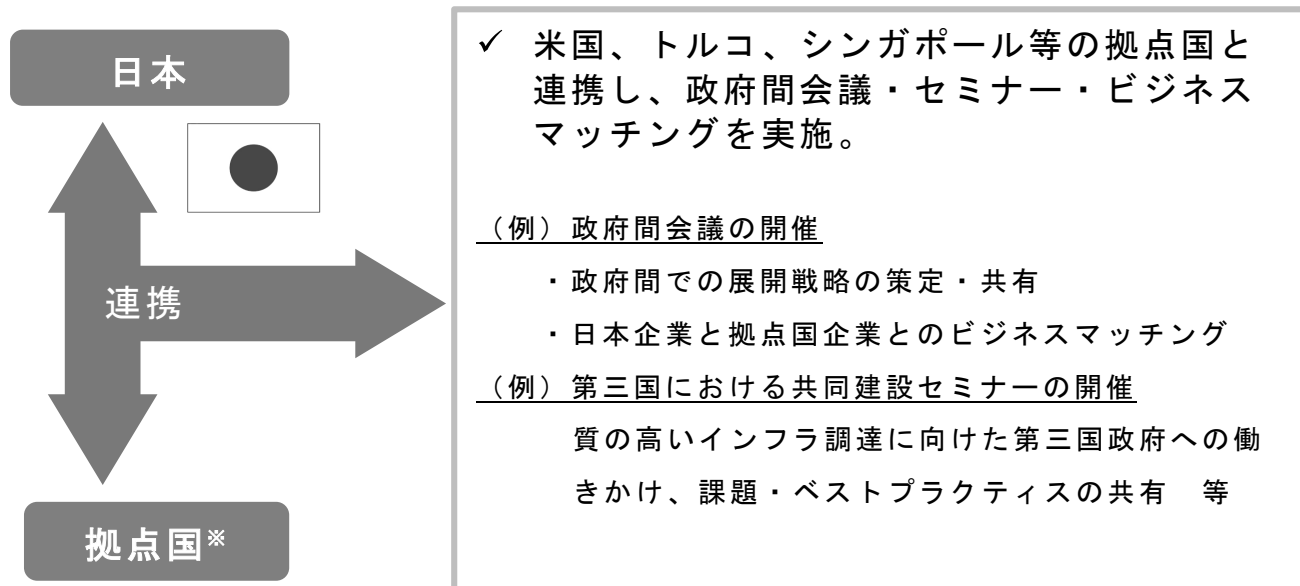 日本
連携
拠点国※
✓ 米国、トルコ、シンガポール等の拠点国と
連携し、政府間会議・セミナー・ビジネス
マッチングを実施。
(例)政府間会議の開催
・政府間での展開戦略の策定・共有
・日本企業と拠点国企業とのビジネスマッチング
(例)第三国における共同建設セミナーの開催
質の高いインフラ調達に向けた第三国政府への働
きかけ、課題・ベストプラクティスの共有 等